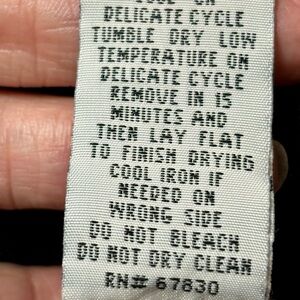 ON
DELICATE CYCLE
TUMBLE DRY LOW
TEMPERATURE ON
DELICATE CYCLE
REMOVE IN 15
MINUTES AND
THEN LAY FLAT
TO FINISH DRYING
COOL IRON IF
NEEDED ON
WRONG SIDE
DO NOT BLEACH
DO NOT DRY CLEAN
RN# 67830